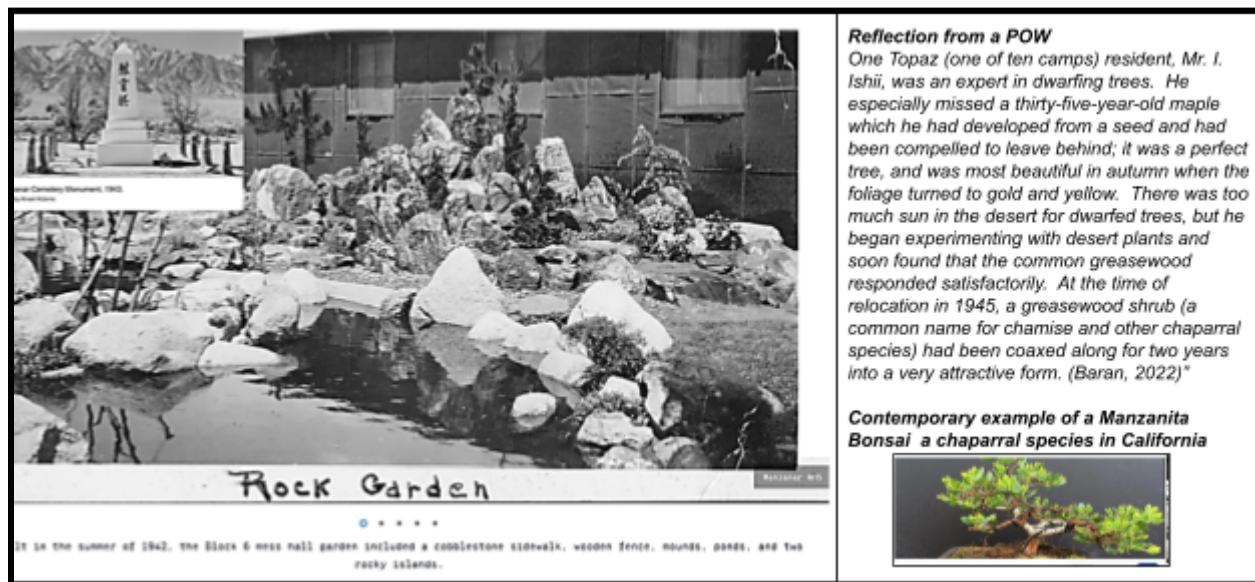 慰霊塔
anar Cemetery Monument, 1943.
Rock Garden
Manzanar NHS
lt in the summer of 1942, the Block 6 mess hall garden included a cobblestone sidewalk, wooden fence, mounds, ponds, and two
rocky islands.
Reflection from a POW
One Topaz (one of ten camps) resident, Mr. I.
Ishii, was an expert in dwarfing trees. He
especially missed a thirty-five-year-old maple
which he had developed from a seed and had
been compelled to leave behind; it was a perfect
tree, and was most beautiful in autumn when the
foliage turned to gold and yellow. There was too
much sun in the desert for dwarfed trees, but he
began experimenting with desert plants and
soon found that the common greasewood
responded satisfactorily. At the time of
relocation in 1945, a greasewood shrub (a
common name for chamise and other chaparral
species) had been coaxed along for two years
into a very attractive form. (Baran, 2022)"
Contemporary example of a Manzanita
Bonsai a chaparral species in California